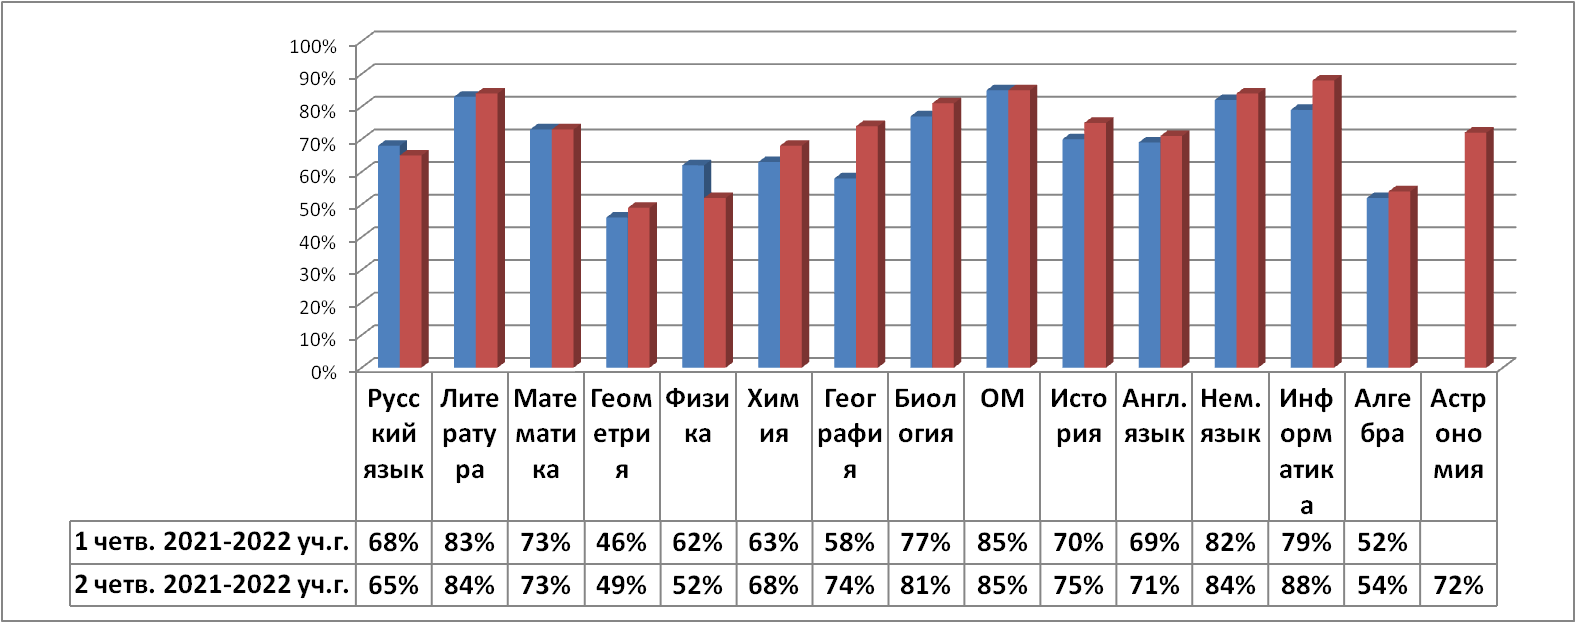 100%
90%
80%
70%
60%
50%
40%
30%
20%
10%
0%
Русс Лите Мате Геом Физи Хим Геог Биол ОМ Исто Англ. Нем. Инф Алге Астр
кий рату мати етри ка ия рафи огия рия язык язык орм бра оно
язык ра ка я я атик мия
а
1 четв. 2021-2022 уч.г. 68% 83% 73% 46% 62% 63% 58% 77% 85% 70% 69% 82% 79% 52%
2 четв. 2021-2022 уч.г. 65% 84% 73% 49% 52% 68% 74% 81% 85% 75% 71% 84% 88% 54% 72%